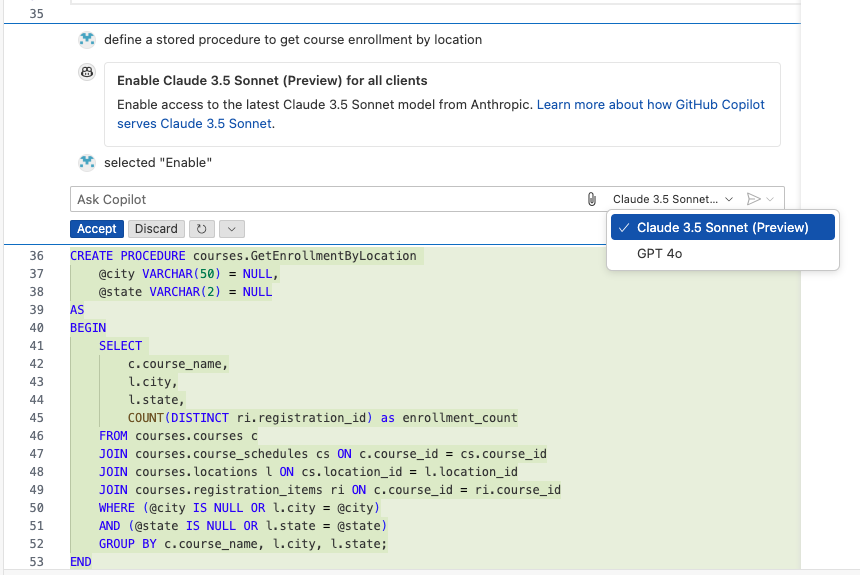 35
define a stored procedure to get course enrollment by location
Enable Claude 3.5 Sonnet (Preview) for all clients
Enable access to the latest Claude 3.5 Sonnet model from Anthropic. Learn more about how GitHub Copilot
serves Claude 3.5 Sonnet.
selected "Enable"
Ask Copilot
Claude 3.5 Sonnet...
Accept Discard
Claude 3.5 Sonnet (Preview)
GPT 4o
36 CREATE PROCEDURE courses.GetEnrollmentByLocation
37     @city VARCHAR(50) = NULL,
38     @state VARCHAR(2) = NULL
39 AS
40 BEGIN
41     SELECT
42         c.course_name,
43         l.city,
44         l.state,
45         COUNT(DISTINCT ri.registration_id) as enrollment_count
46     FROM courses.courses c
47     JOIN courses.course_schedules cs ON c.course_id = cs.course_id
48     JOIN courses.locations l ON cs.location_id = l.location_id
49     JOIN courses.registration_items ri ON c.course_id = ri.course_id
50     WHERE (@city IS NULL OR l.city = @city)
51     AND (@state IS NULL OR l.state = @state)
52     GROUP BY c.course_name, l.city, l.state;
53 END